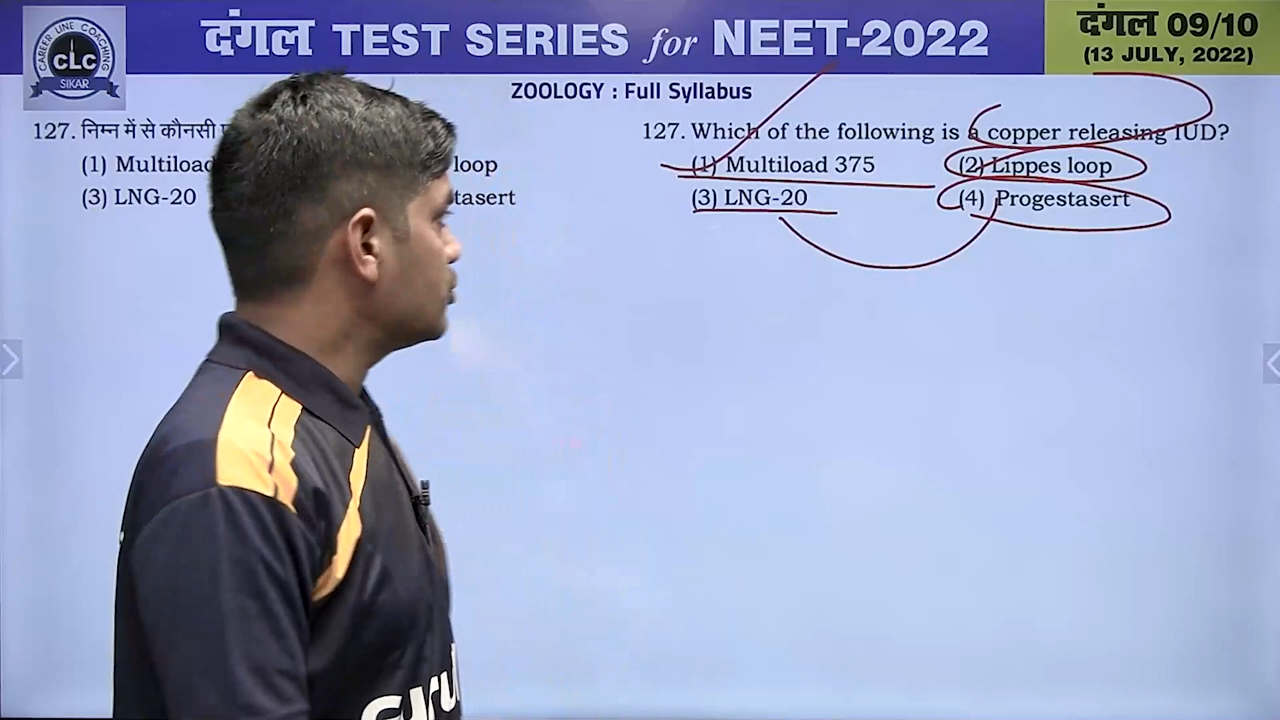 दंगल TEST SERIES for NEET-2022
दंगल 09/10
(13 JULY, 2022)
CAREER LINE COACHING
CLC
SIKAR
ZOOLOGY : Full Syllabus
127. निम्न में से कौनसी
(1) Multiload
loop
(3) LNG-20
127. Which of the following is a copper releasing IUD?
(1) Multiload 375 (2) Lippes loop
(3) LNG-20 (4) Progestasert